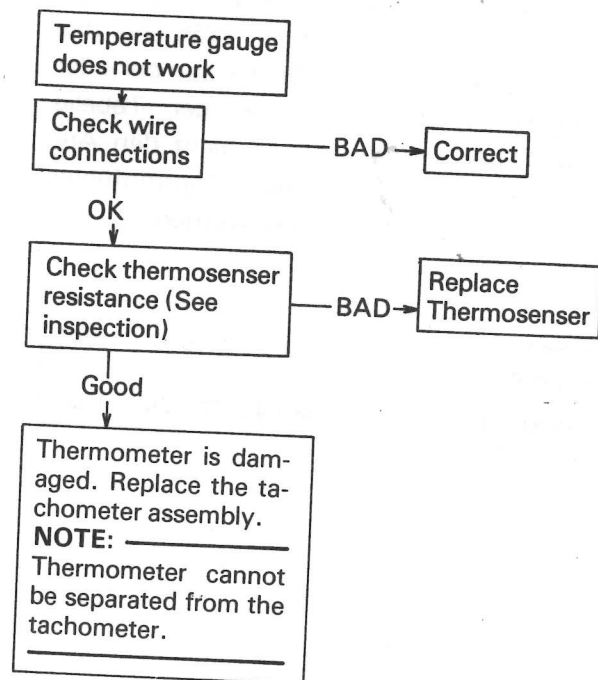 Temperature gauge
does not work
Check wire
connections
BAD
Correct
OK
Check thermosenser
resistance (See
inspection)
BAD
Replace
Thermosenser
Good
Thermometer is dam-
aged. Replace the ta-
chometer assembly.
NOTE:
Thermometer cannot
be separated from the
tachometer.